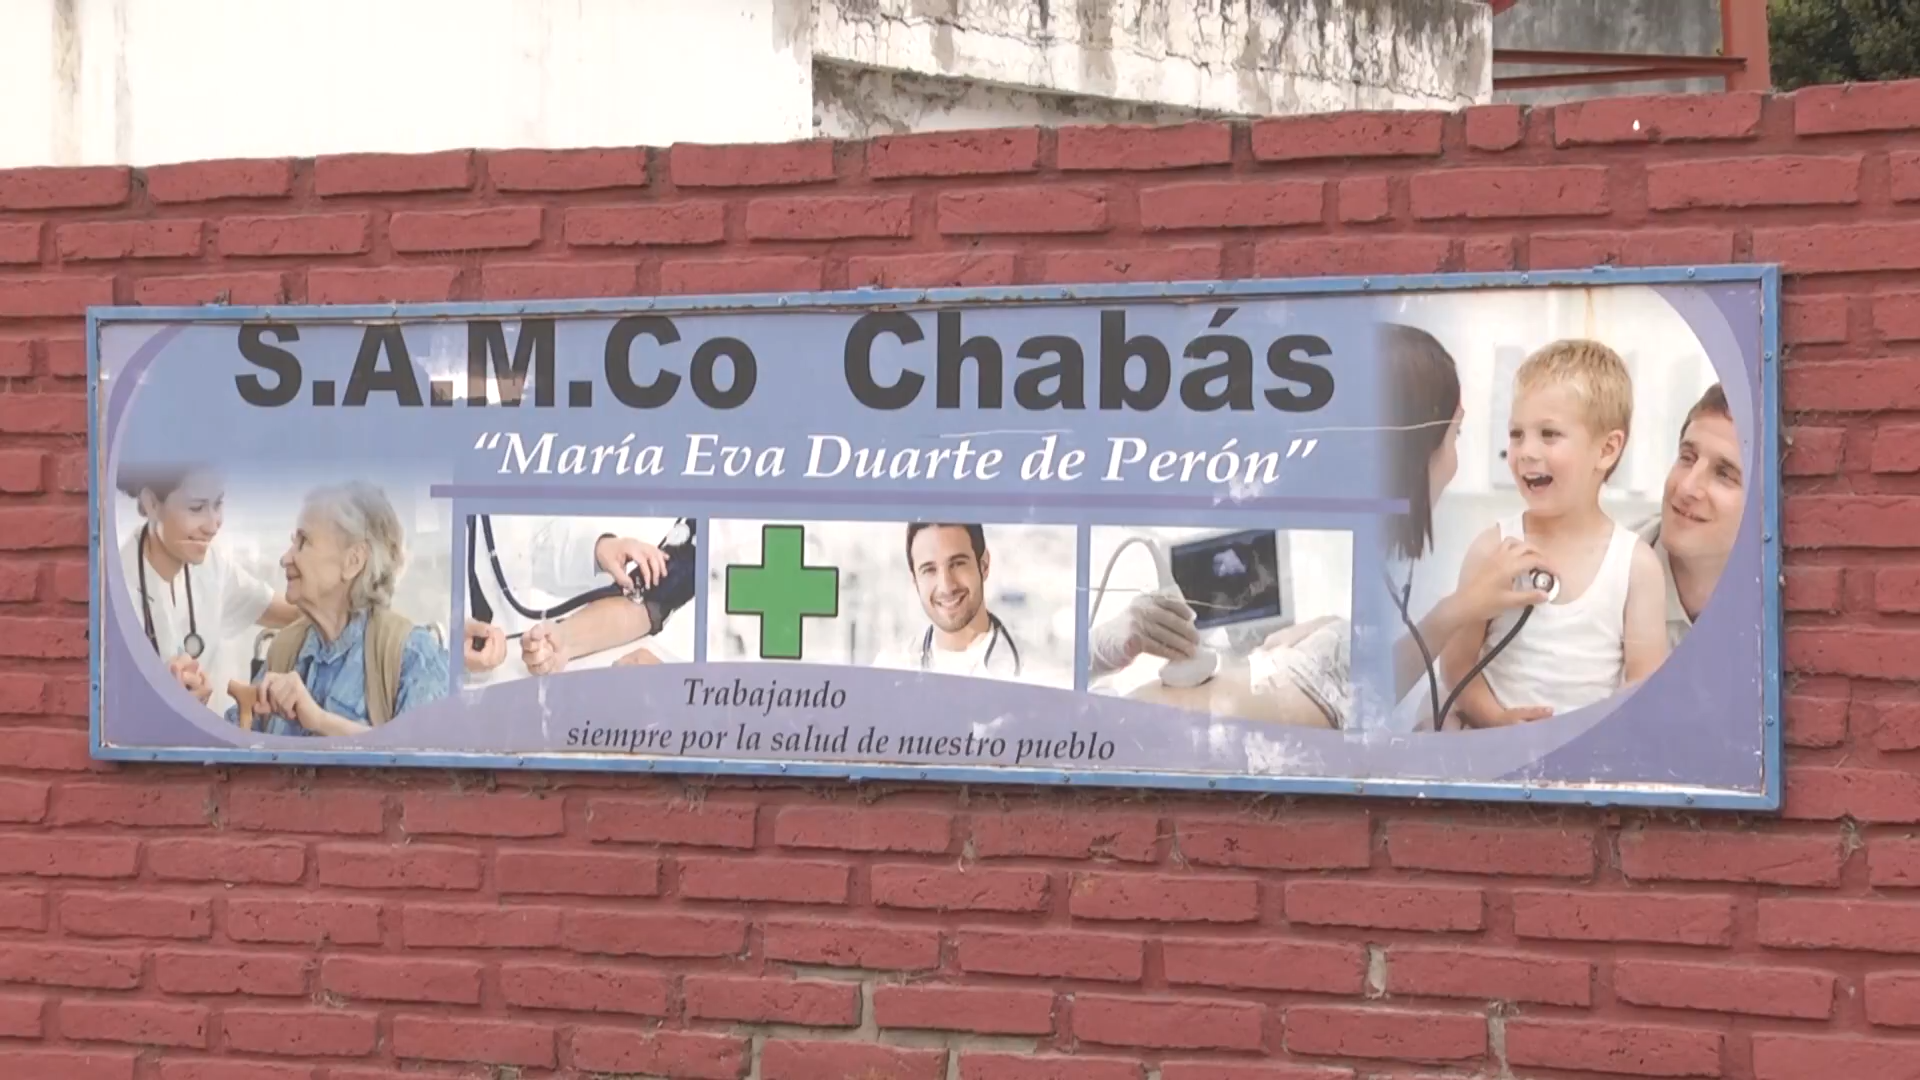 S.A.M.Co Chabás
“María Eva Duarte de Perón”
Trabajando
siempre por la salud de nuestro pueblo